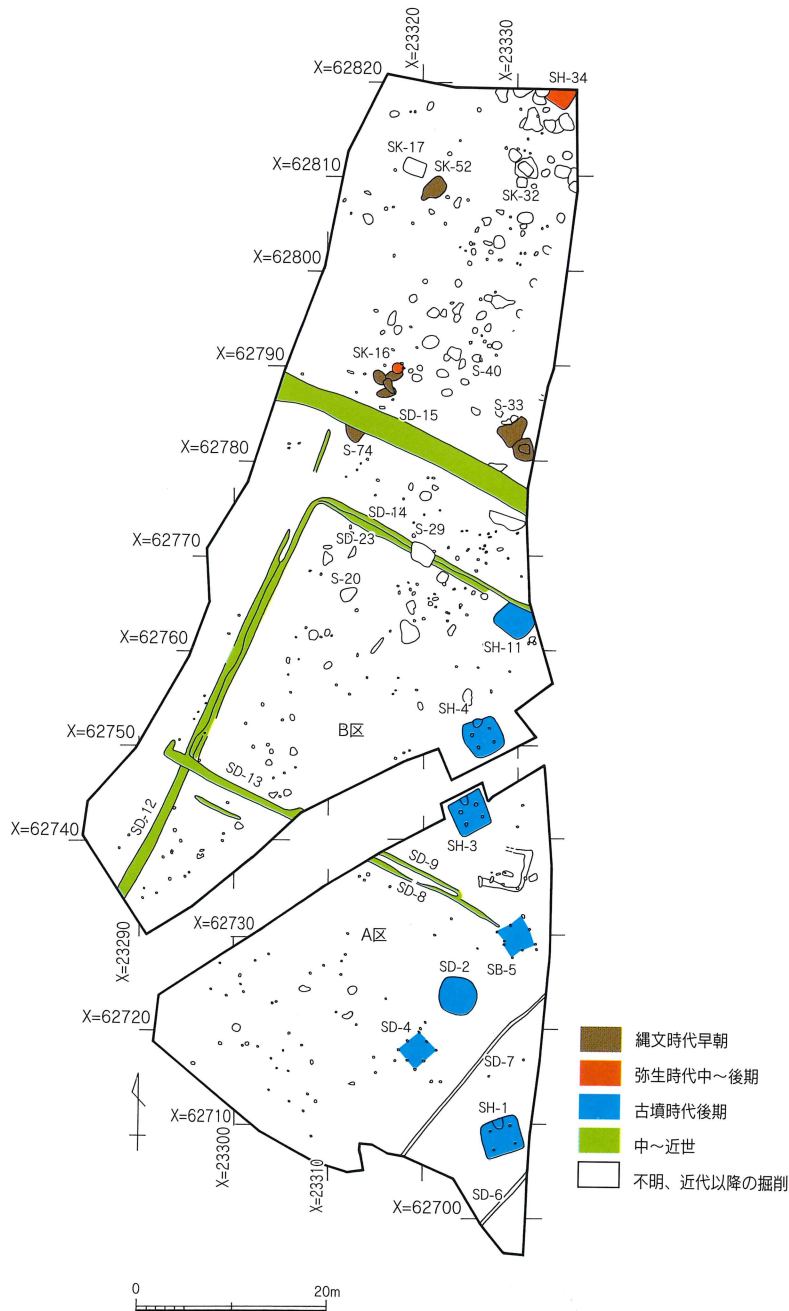 X=23320
X=23330
X=62820
SH-34
SK-17
SK-52
X=62810
SK-32
X=62800
X=62790
SK-16
S-40
SD-15
S-33
X=62780
S-74
SD-14
S-29
X=62770
SD-23
S-20
X=62760
SH-11
SH-4
X=62750
B区
SD-13
SD-12
X=62740
SH-3
SD-9
SD-8
X=23290
X=62730
A区
SD-2
SB-5
X=62720
SD-4
SD-7
X=62710
SH-1
X=23300
X=23310
X=62700
SD-6
縄文時代早朝
弥生時代中～後期
古墳時代後期
中～近世
不明、近代以降の掘削
0 20m